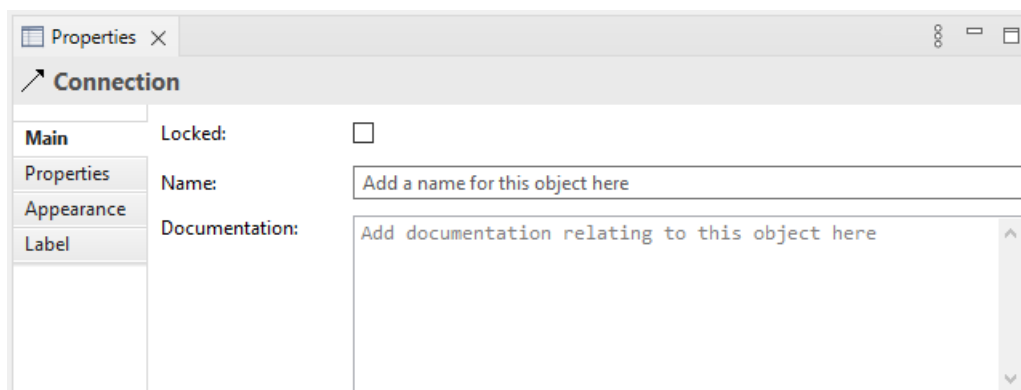 Properties
Connection
Main
Locked:
Properties
Name:
Add a name for this object here
Appearance
Documentation:
Add documentation relating to this object here
Label